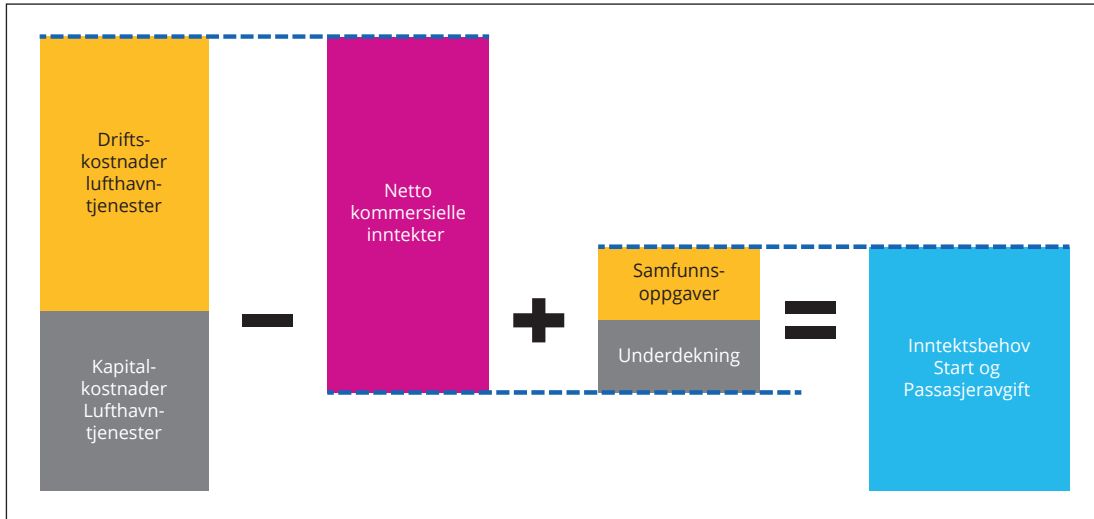 Drifts-
kostnader
lufthavn-
tjenester
Kapital-
kostnader
Lufthavn-
tjenester
Netto
kommersielle
inntekter
Samfunns-
oppgaver
Underdekning
Inntektsbehov
Start og
Passasjeravgift